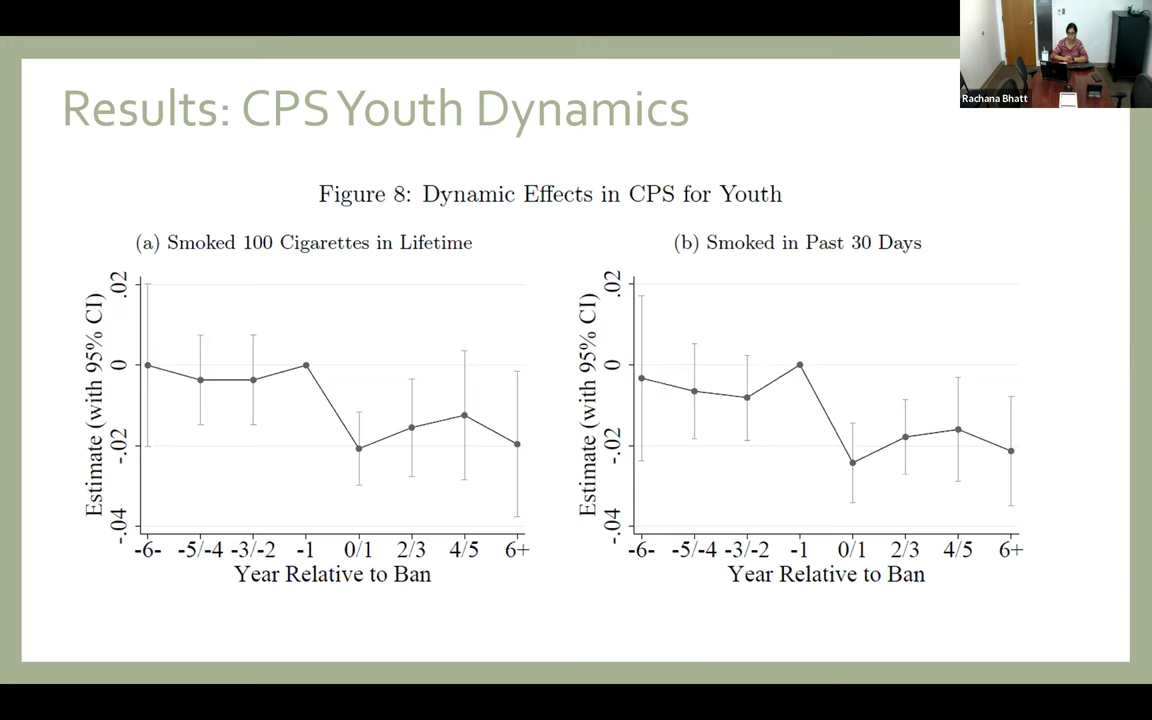 Results: CPS Youth Dynamics
Rachana Bhatt
Figure 8: Dynamic Effects in CPS for Youth
(a) Smoked 100 Cigarettes in Lifetime
Estimate (with 95% CI)
.02
0
-.02
-.04
-6- -5/-4 -3/-2 -1 0/1 2/3 4/5 6+
Year Relative to Ban
(b) Smoked in Past 30 Days
Estimate (with 95% CI)
.02
0
-.02
-.04
-6- -5/-4 -3/-2 -1 0/1 2/3 4/5 6+
Year Relative to Ban